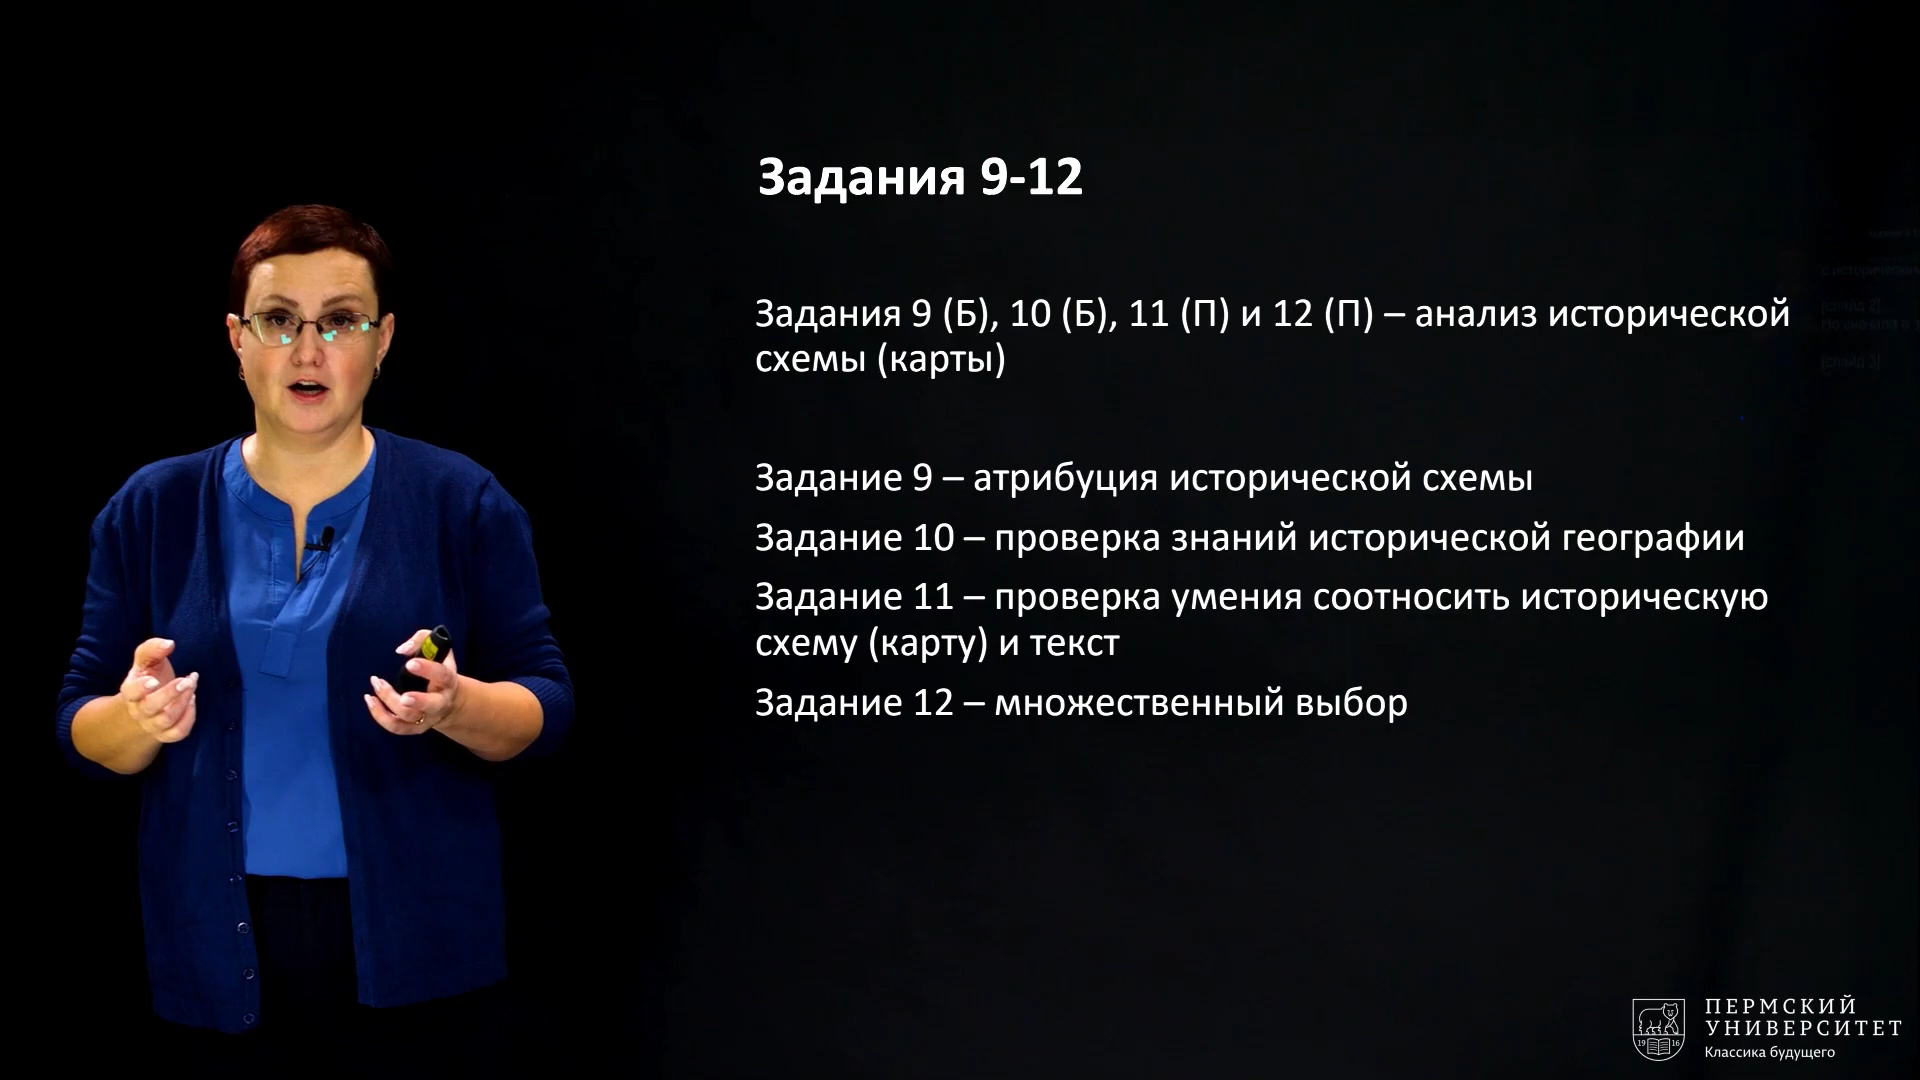 Задания 9-12
Задания 9 (Б), 10 (Б), 11 (П) и 12 (П) – анализ исторической
схемы (карты)
Задание 9 – атрибуция исторической схемы
Задание 10 – проверка знаний исторической географии
Задание 11 – проверка умения соотносить историческую
схему (карту) и текст
Задание 12 – множественный выбор
19 16
ПЕРМСКИЙ
УНИВЕРСИТЕТ
Классика будущего